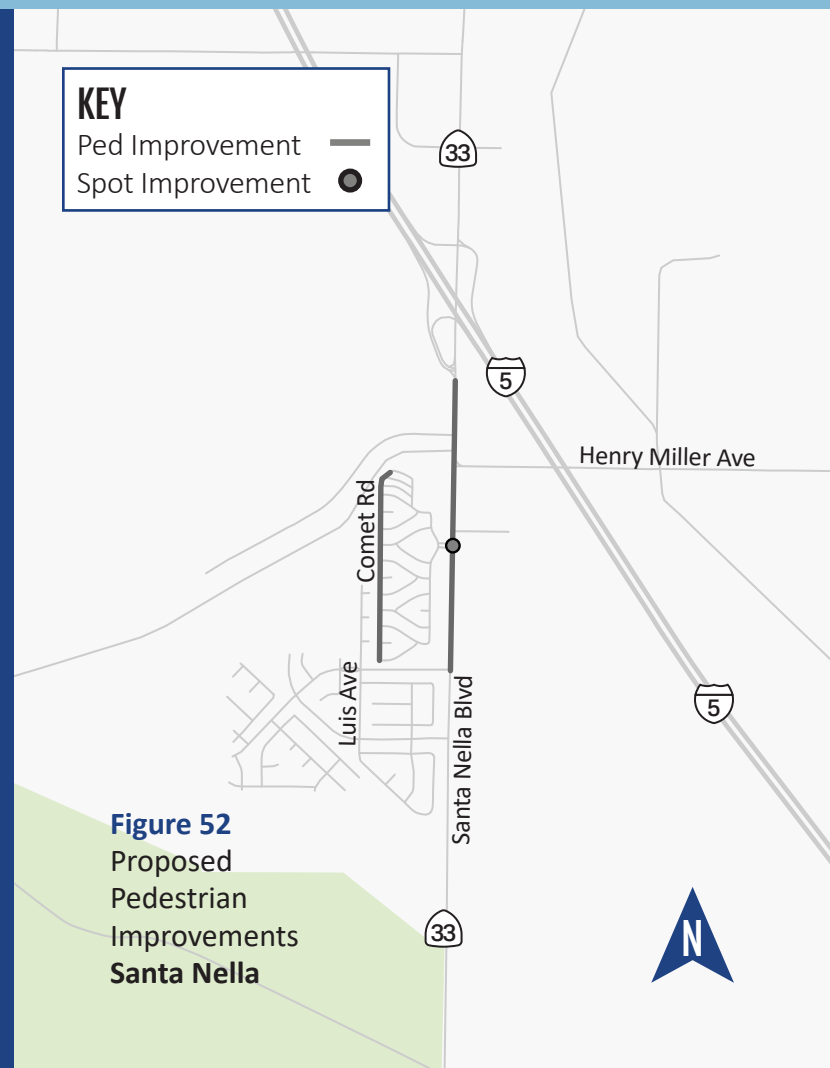 KEY
Ped Improvement
Spot Improvement
33
5
Henry Miller Ave
Comet Rd
Luis Ave
Santa Nella Blvd
5
Figure 52
Proposed
Pedestrian
Improvements
Santa Nella
33
N